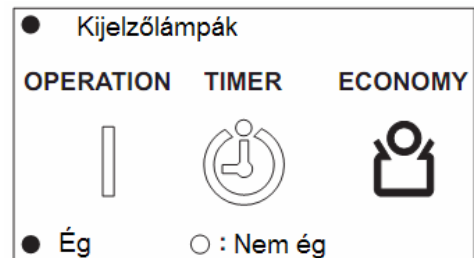 ● Kijelzőlámpák
OPERATION TIMER ECONOMY
● Ég ○ : Nem ég